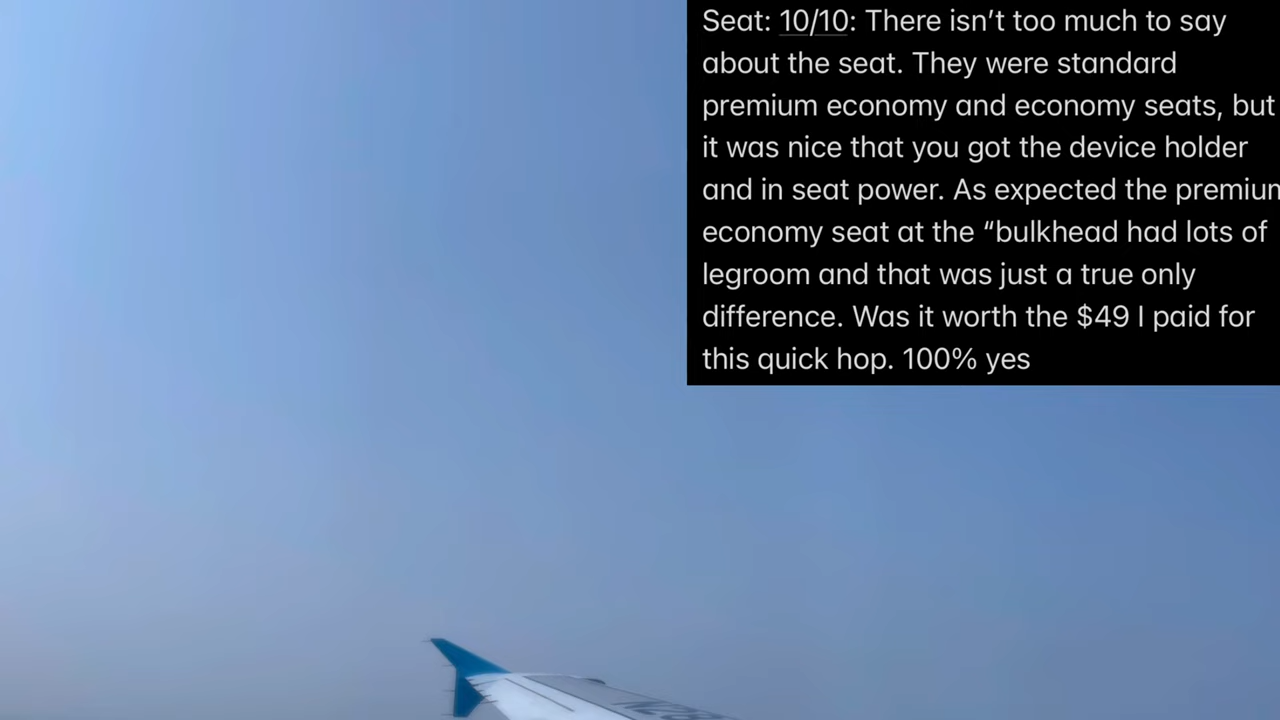 Seat: 10/10: There isn’t too much to say
about the seat. They were standard
premium economy and economy seats, but
it was nice that you got the device holder
and in seat power. As expected the premium
economy seat at the “bulkhead had lots of
legroom and that was just a true only
difference. Was it worth the $49 I paid for
this quick hop. 100% yes